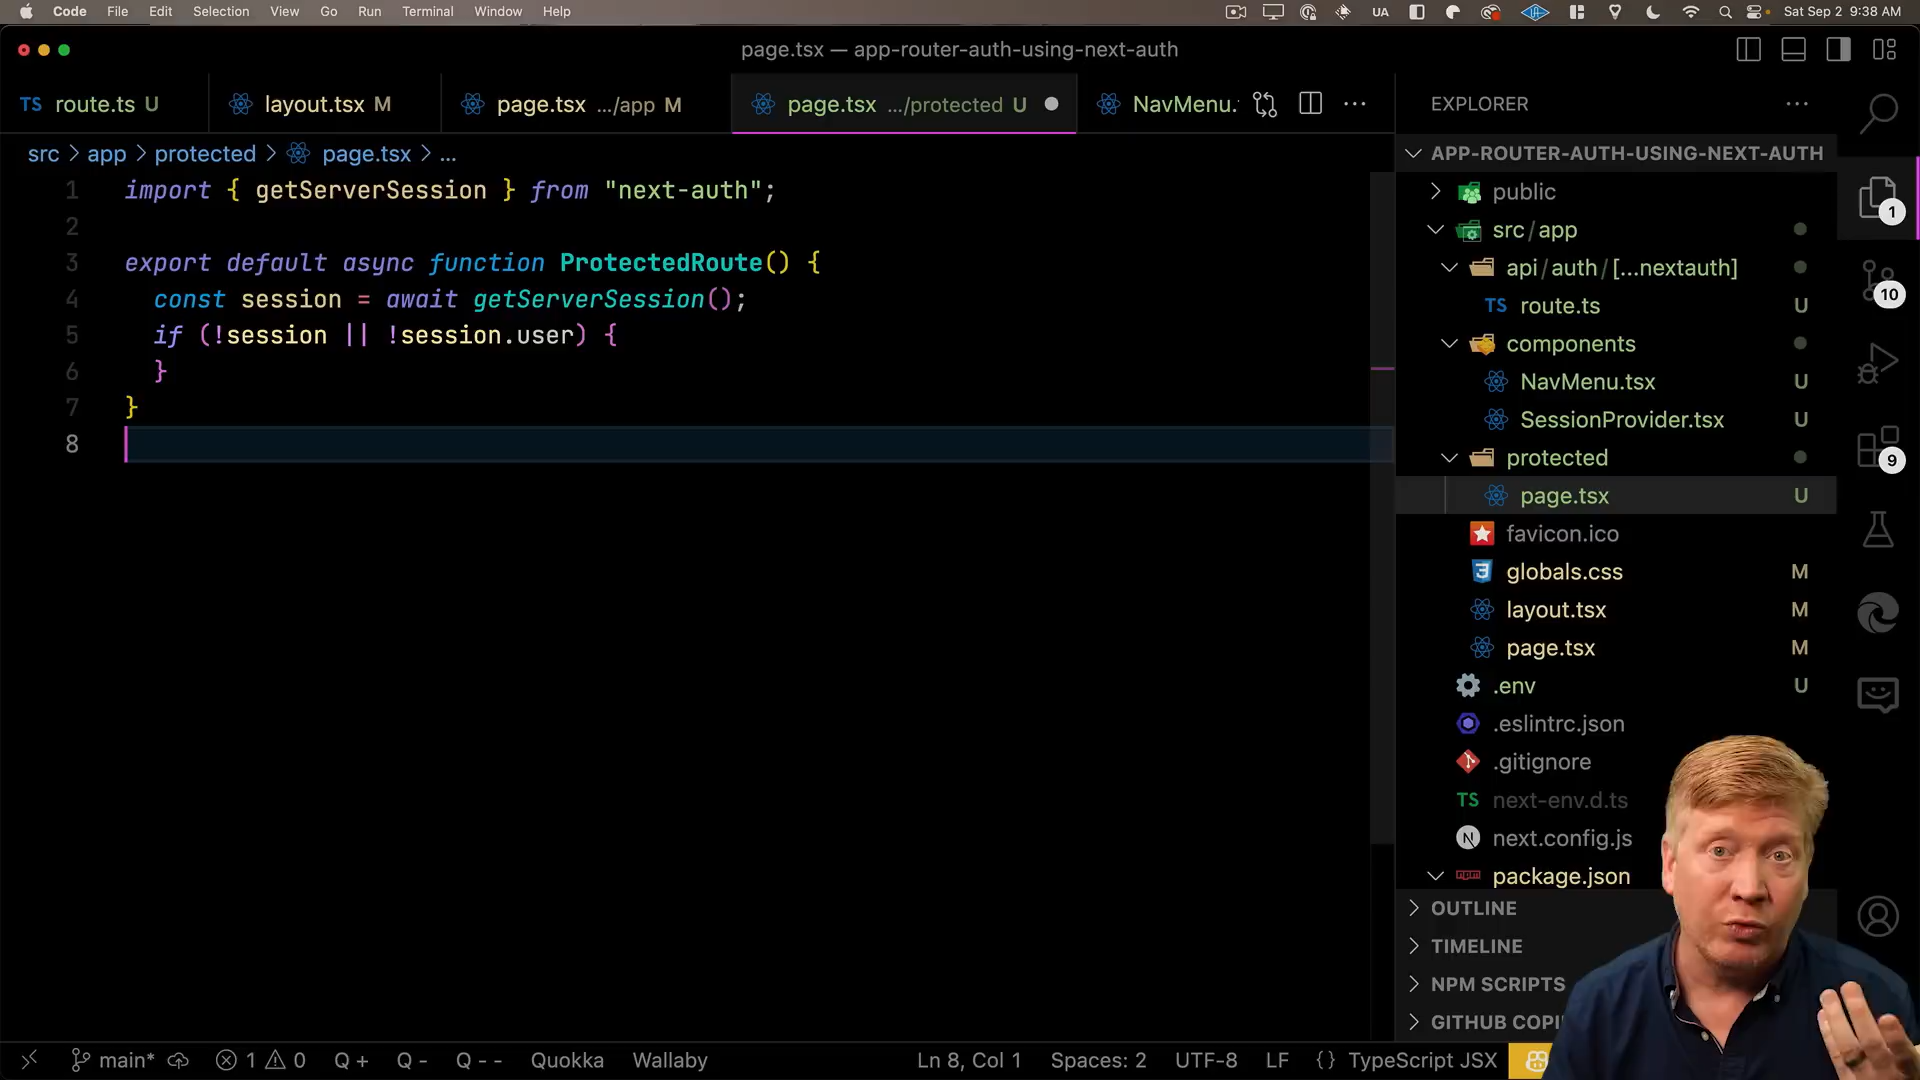 Code File Edit Selection View Go Run Terminal Window Help UA Sat Sep 2 9:38 AM
page.tsx — app-router-auth-using-next-auth
TS route.ts U layout.tsx M page.tsx .../app M page.tsx .../protected U NavMenu.
src > app > protected > page.tsx > ...
1 import { getServerSession } from "next-auth";
2
3 export default async function ProtectedRoute() {
4 const session = await getServerSession();
5 if (!session || !session.user) {
6 }
7 }
8
EXPLORER
APP-ROUTER-AUTH-USING-NEXT-AUTH
public
src/app
api/auth/[...nextauth]
TS route.ts U
components
NavMenu.tsx U
SessionProvider.tsx U
protected
page.tsx U
favicon.ico
globals.css M
layout.tsx M
page.tsx M
.env U
.eslintrc.json
.gitignore
TS next-env.d.ts
N next.config.js
package.json
OUTLINE
TIMELINE
NPM SCRIPTS
GITHUB COPI
1
10
9
main* 1 0 Q + Q - Q - - Quokka Wallaby Ln 8, Col 1 Spaces: 2 UTF-8 LF {} TypeScript JSX